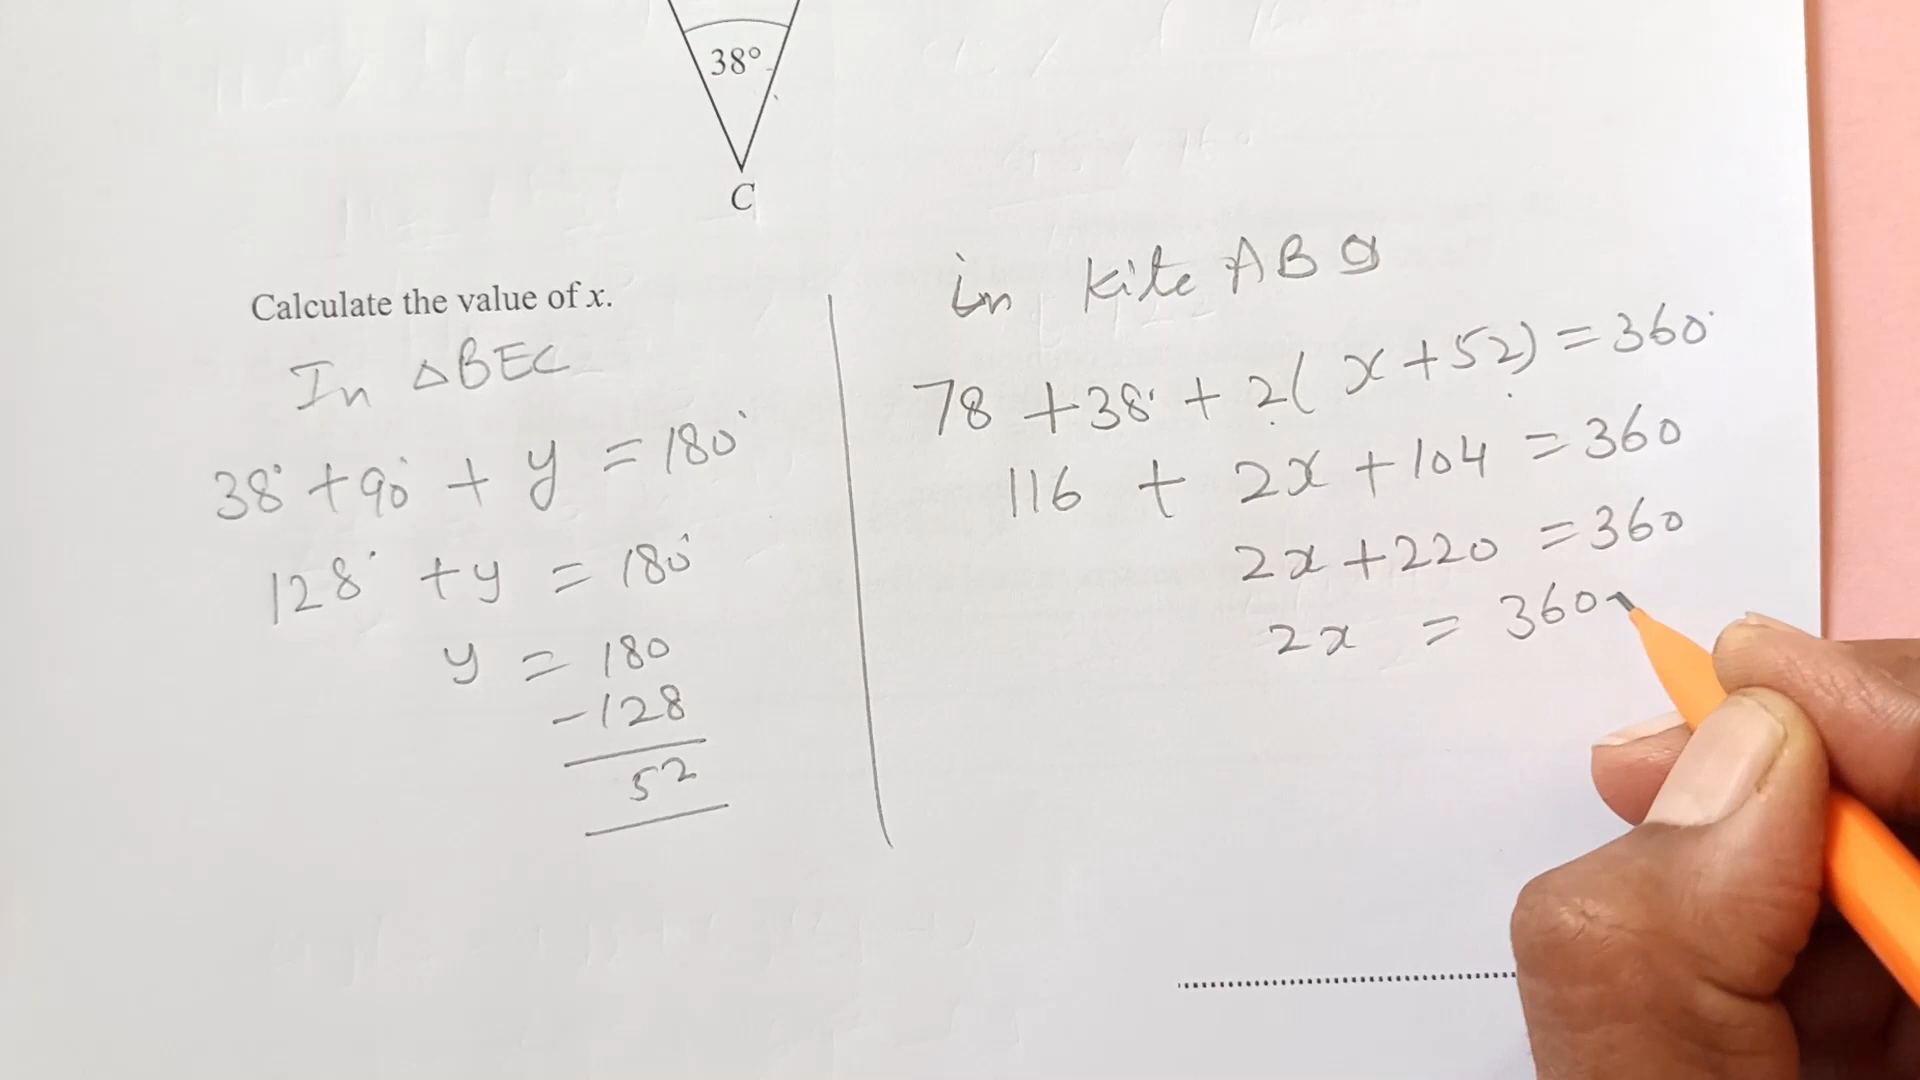 38°
C
Calculate the value of x.
In △BEC
38° + 90° + y = 180°
128° + y = 180°
y = 180
- 128
52
in kite AB
78 + 38° + 2( x + 52) = 360°
116 + 2x + 104 = 360
2x + 220 = 360
2x = 360-